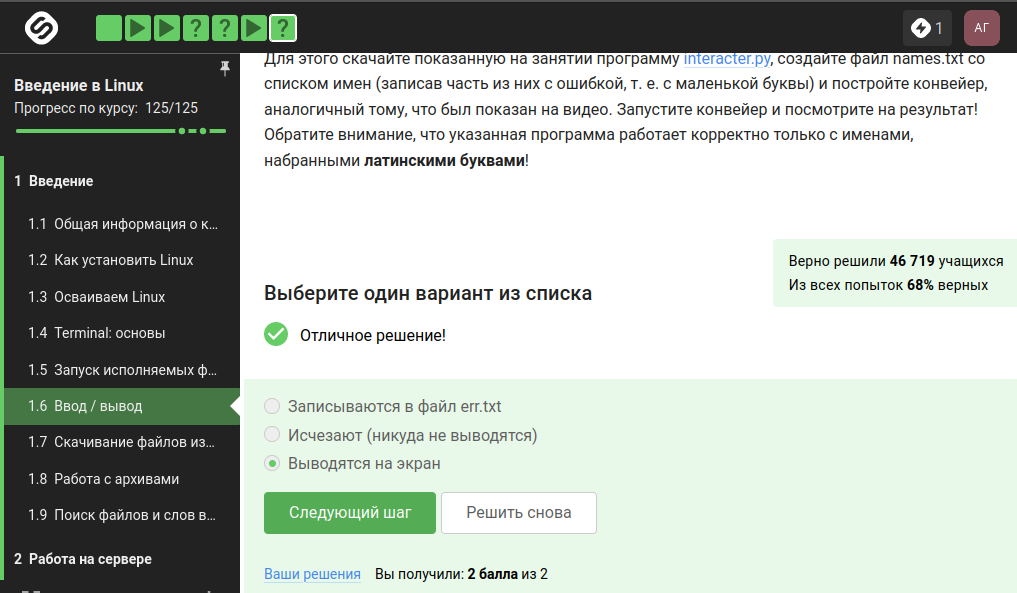 1
АГ
Введение в Linux
Прогресс по курсу: 125/125
1 Введение
1.1 Общая информация о к...
1.2 Как установить Linux
1.3 Осваиваем Linux
1.4 Terminal: основы
1.5 Запуск исполняемых ф...
1.6 Ввод / вывод
1.7 Скачивание файлов из...
1.8 Работа с архивами
1.9 Поиск файлов и слов в...
2 Работа на сервере
Для этого скачайте показанную на занятии программу interacter.py, создайте файл names.txt со
списком имен (записав часть из них с ошибкой, т. е. с маленькой буквы) и постройте конвейер,
аналогичный тому, что был показан на видео. Запустите конвейер и посмотрите на результат!
Обратите внимание, что указанная программа работает корректно только с именами,
набранными латинскими буквами!
Верно решили 46 719 учащихся
Из всех попыток 68% верных
Выберите один вариант из списка
Отличное решение!
Записываются в файл err.txt
Исчезают (никуда не выводятся)
Выводятся на экран
Следующий шаг
Решить снова
Ваши решения Вы получили: 2 балла из 2